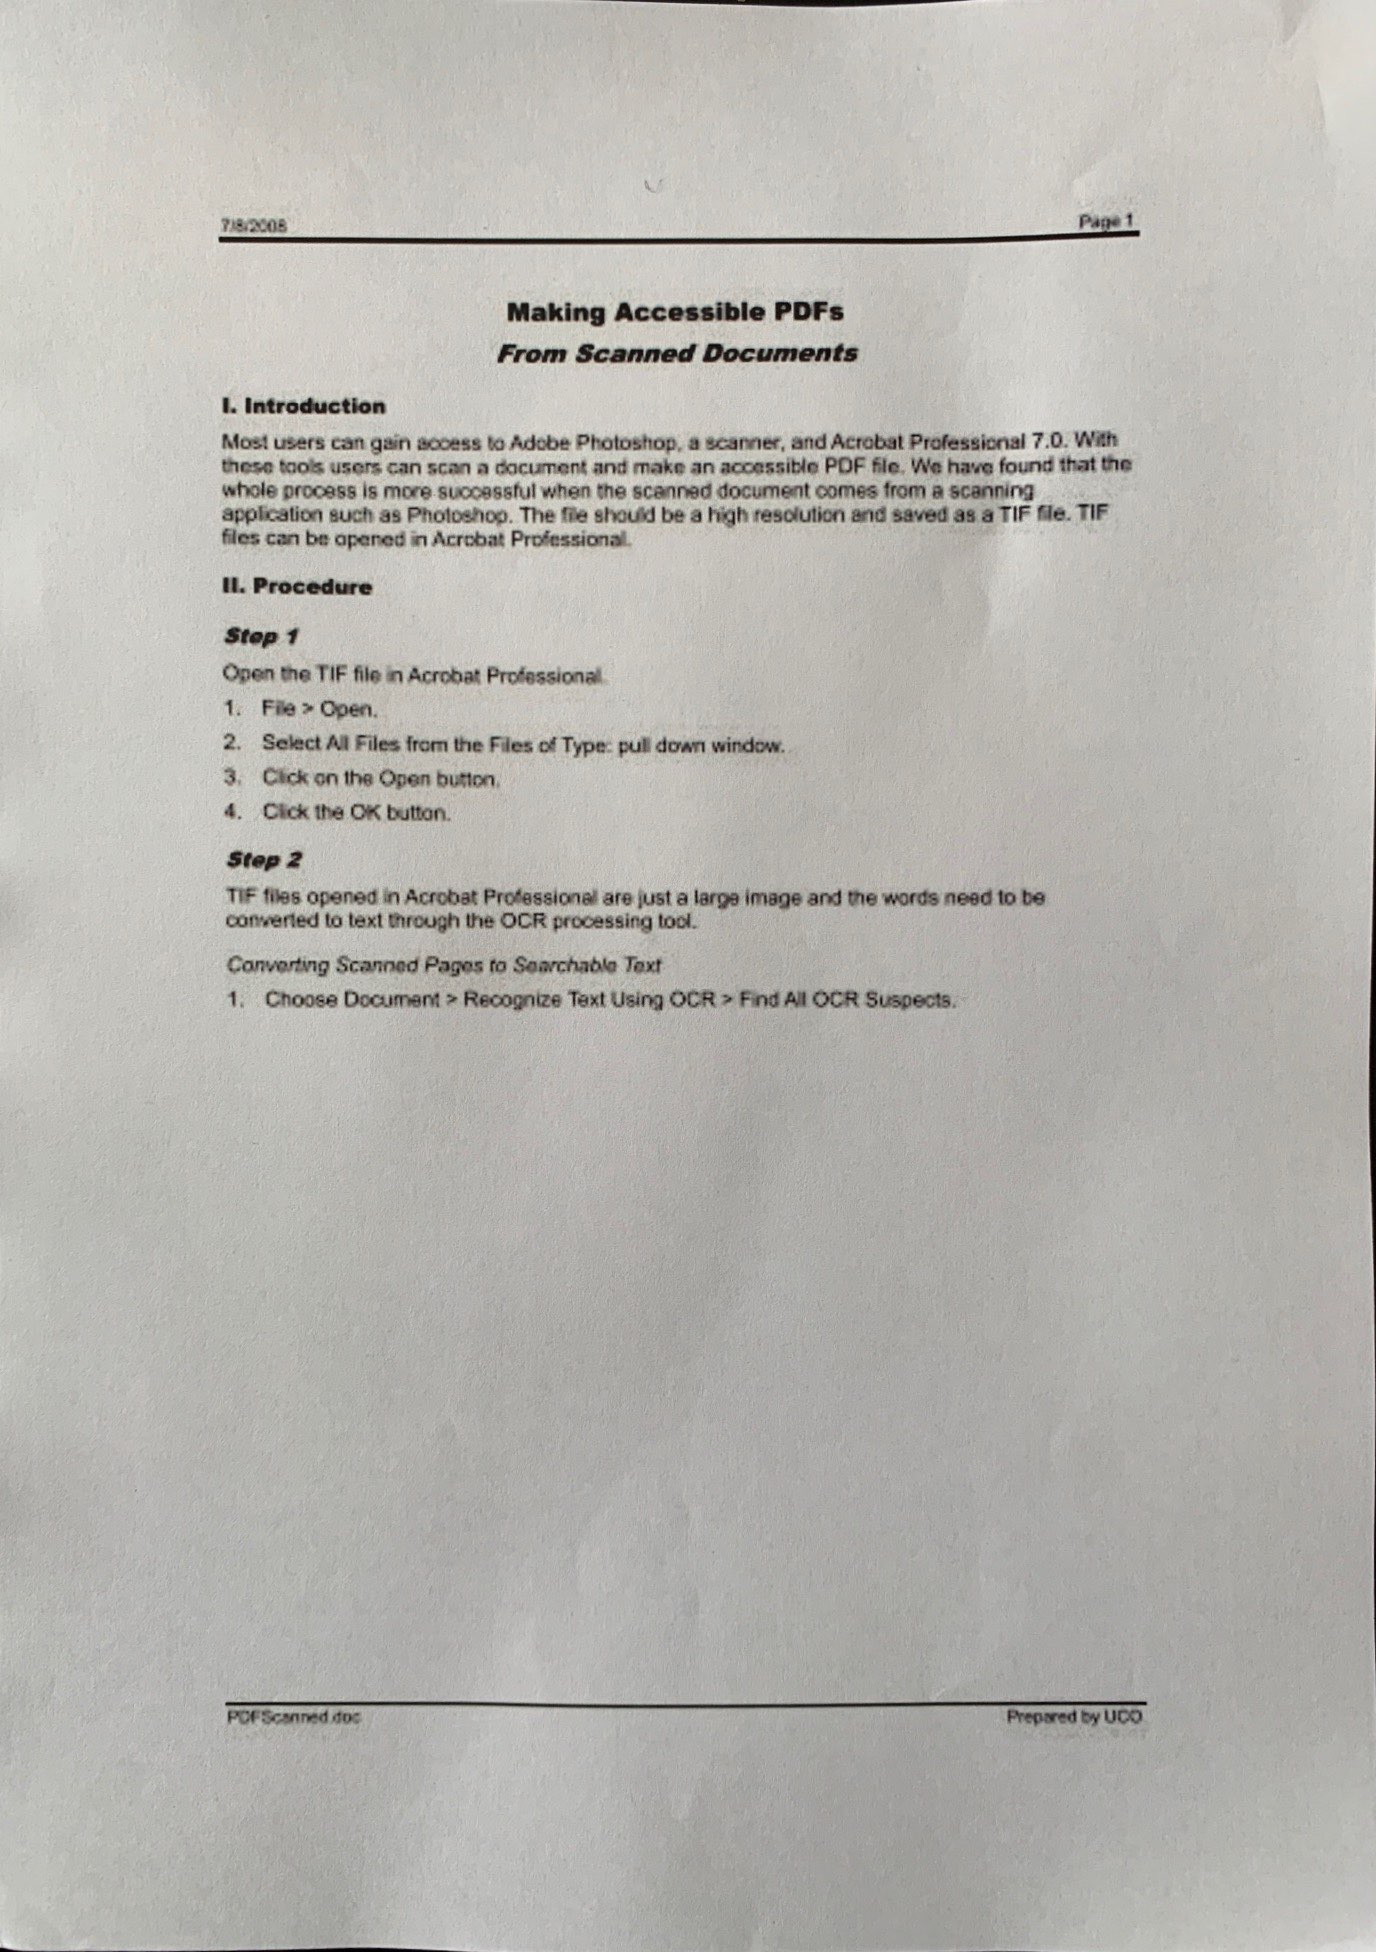 7/8/2008 Page 1
Making Accessible PDFs
From Scanned Documents
I. Introduction
Most users can gain access to Adobe Photoshop, a scanner, and Acrobat Professional 7.0. With
these tools users can scan a document and make an accessible PDF file. We have found that the
whole process is more successful when the scanned document comes from a scanning
application such as Photoshop. The file should be a high resolution and saved as a TIF file. TIF
files can be opened in Acrobat Professional.
II. Procedure
Step 1
Open the TIF file in Acrobat Professional.
1. File > Open.
2. Select All Files from the Files of Type: pull down window.
3. Click on the Open button.
4. Click the OK button.
Step 2
TIF files opened in Acrobat Professional are just a large image and the words need to be
converted to text through the OCR processing tool.
Converting Scanned Pages to Searchable Text
1. Choose Document > Recognize Text Using OCR > Find All OCR Suspects.
PDFScanned.doc Prepared by UCO